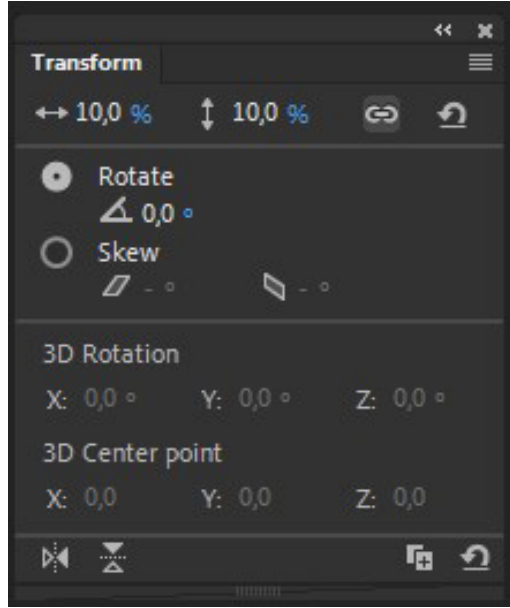 Transform
10,0 % 10,0 %
Rotate
0,0 °
Skew
- ° - °
3D Rotation
X: 0,0 ° Y: 0,0 ° Z: 0,0 °
3D Center point
X: 0,0 Y: 0,0 Z: 0,0